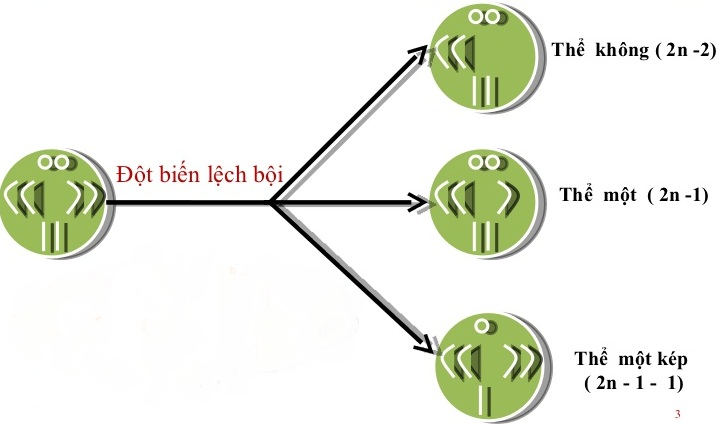 Thể không ( 2n -2)
Đột biến lệch bội
Thể một ( 2n -1)
Thể một kép
( 2n - 1 - 1)
3